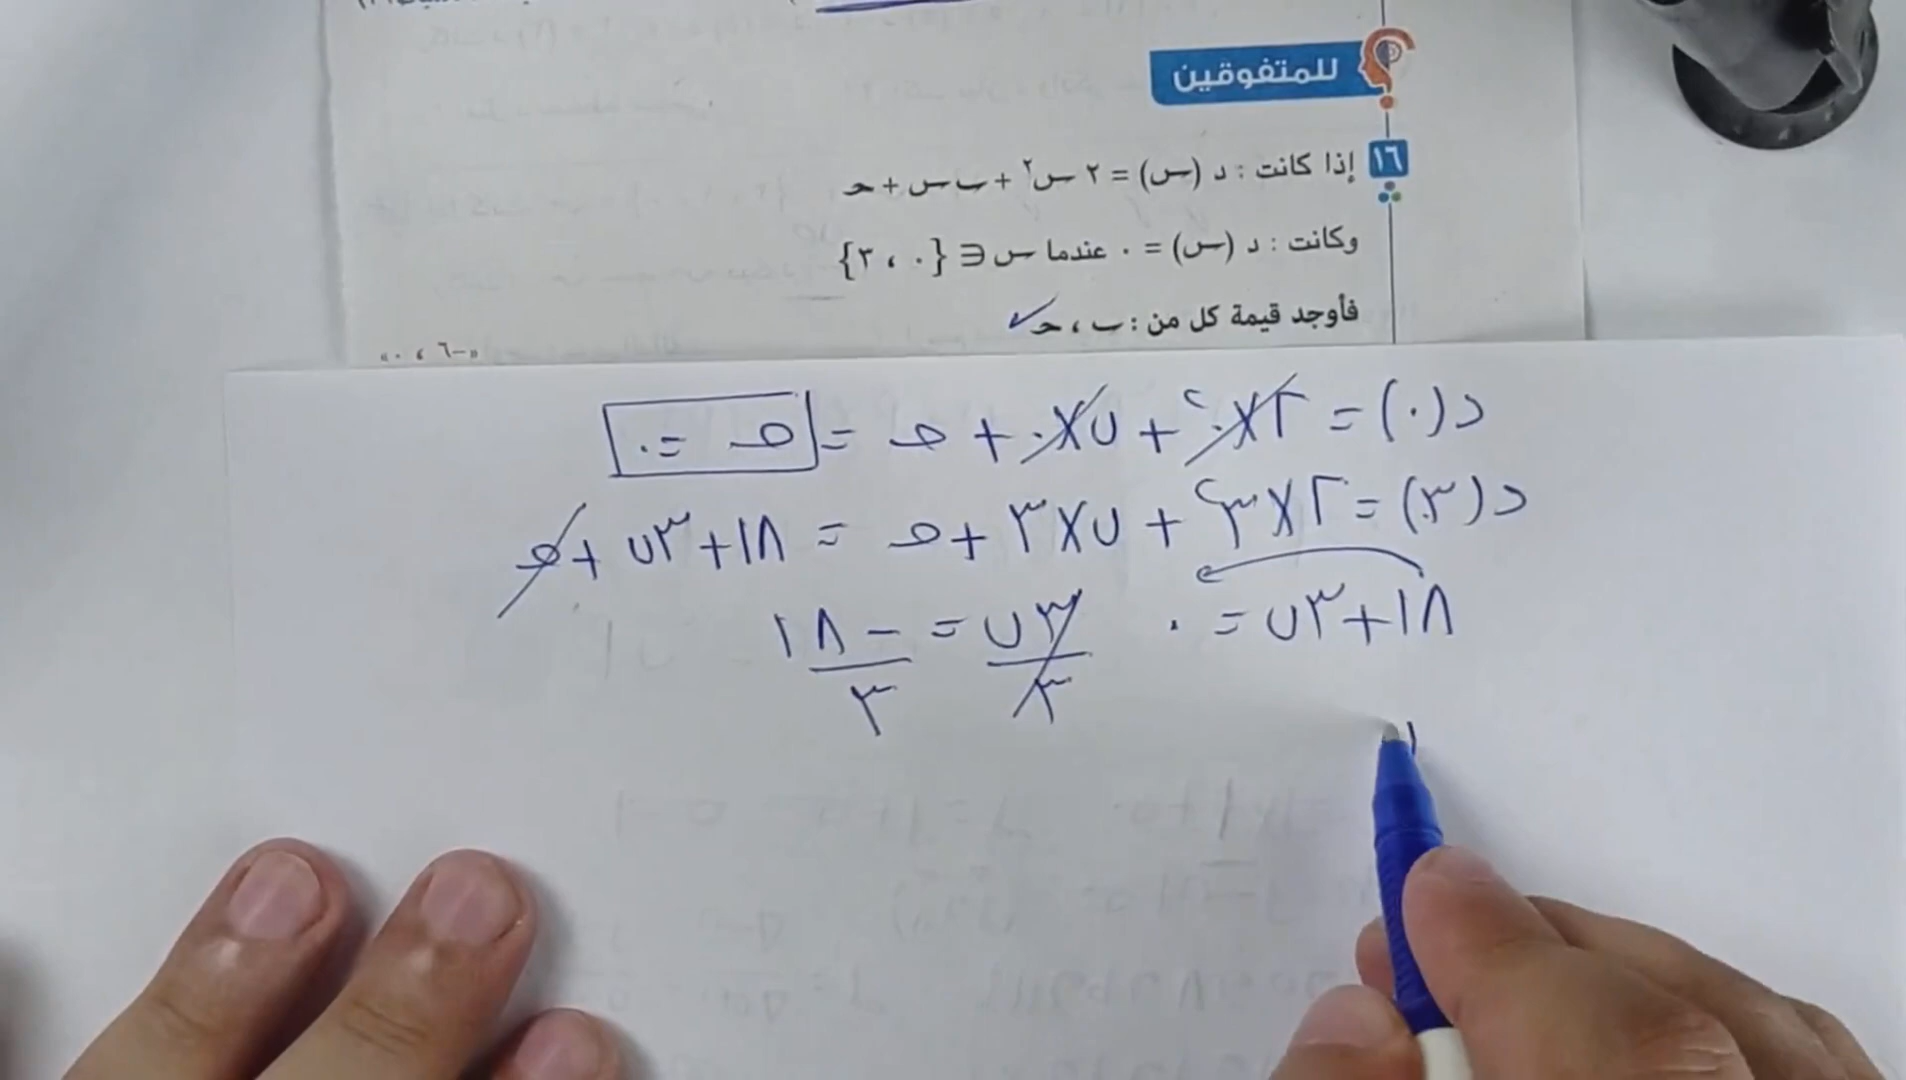 للمتفوقين
١٦ إذا كانت : د (س) = ٢ س٢ + ب س + حـ
وكانت : د (س) = ٠ عندما س ∈ {٠ ، ٣}
فأوجد قيمة كل من : ب ، حـ ✓
«-٦ ، ٠»
د(٠) = ٢×٠٢ + ب×٠ + حـ = حـ = ٠
د(٣) = ٢×٣٢ + ب×٣ + حـ = ١٨+٣ب+حـ
١٨+٣ب = ٠ ٣ب/٣ = -١٨/٣